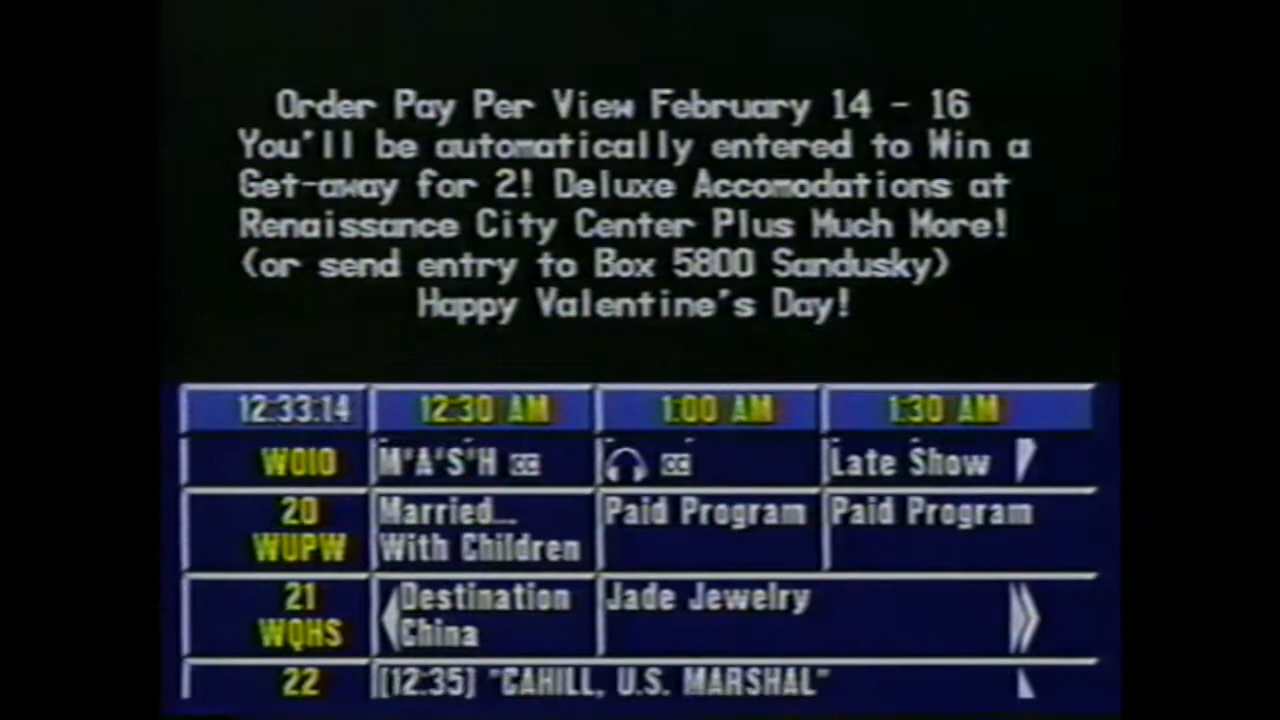 Order Pay Per View February 14 - 16
You'll be automatically entered to Win a
Get-away for 2! Deluxe Accomodations at
Renaissance City Center Plus Much More!
(or send entry to Box 5800 Sandusky)
Happy Valentine's Day!
12:33:14 12:30 AM 1:00 AM 1:30 AM
WOIO M*A*S*H CC CC Late Show
20 Married... Paid Program Paid Program
WUPW With Children
21 Destination Jade Jewelry
WQHS China
22 [12:35] "CAHILL, U.S. MARSHAL"